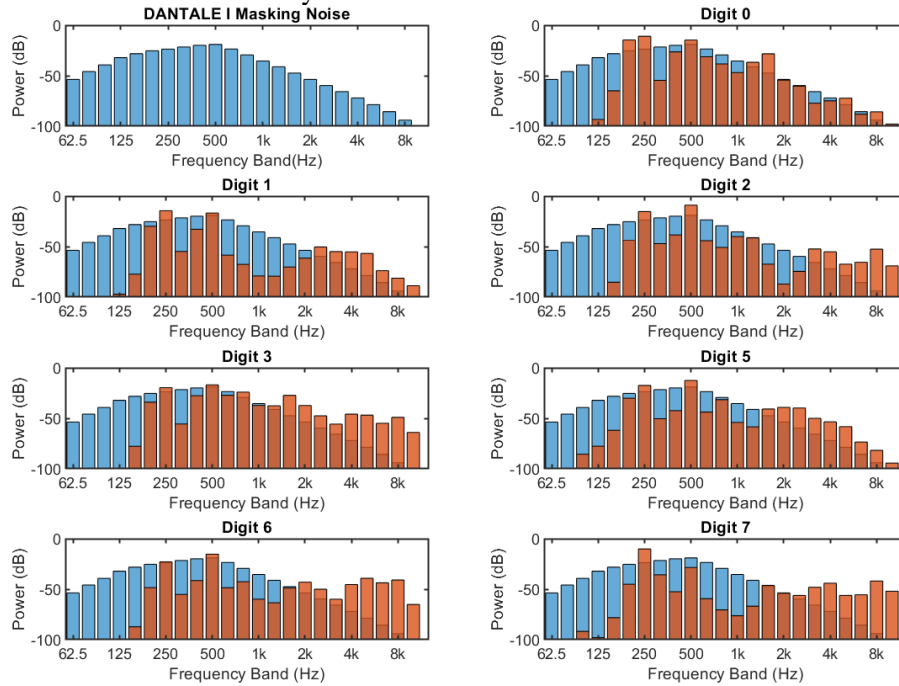 DANTALE I Masking Noise
0
-50
-100
Power (dB)
62.5 125 250 500 1k 2k 4k 8k
Frequency Band(Hz)
Digit 0
0
-50
-100
Power (dB)
62.5 125 250 500 1k 2k 4k 8k
Frequency Band (Hz)
Digit 1
0
-50
-100
Power (dB)
62.5 125 250 500 1k 2k 4k 8k
Frequency Band (Hz)
Digit 2
0
-50
-100
Power (dB)
62.5 125 250 500 1k 2k 4k 8k
Frequency Band (Hz)
Digit 3
0
-50
-100
Power (dB)
62.5 125 250 500 1k 2k 4k 8k
Frequency Band (Hz)
Digit 5
0
-50
-100
Power (dB)
62.5 125 250 500 1k 2k 4k 8k
Frequency Band (Hz)
Digit 6
0
-50
-100
Power (dB)
62.5 125 250 500 1k 2k 4k 8k
Frequency Band (Hz)
Digit 7
0
-50
-100
Power (dB)
62.5 125 250 500 1k 2k 4k 8k
Frequency Band (Hz)